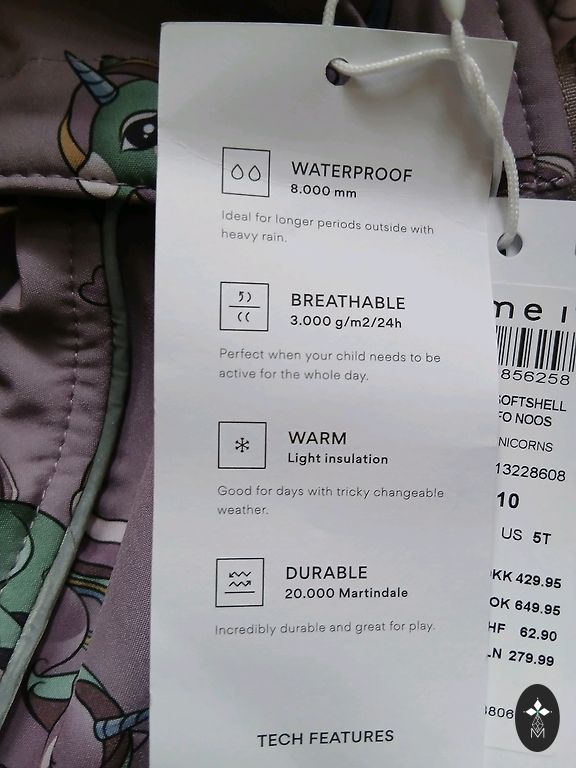 WATERPROOF
8.000 mm
Ideal for longer periods outside with
heavy rain.
BREATHABLE
3.000 g/m2/24h
Perfect when your child needs to be
active for the whole day.
WARM
Light insulation
Good for days with tricky changeable
weather.
DURABLE
20.000 Martindale
Incredibly durable and great for play.
TECH FEATURES
me i
856258
SOFTSHELL
FO NOOS
NICORNS
13228608
10
US 5T
KK 429.95
OK 649.95
HF 62.90
LN 279.99
8806
M